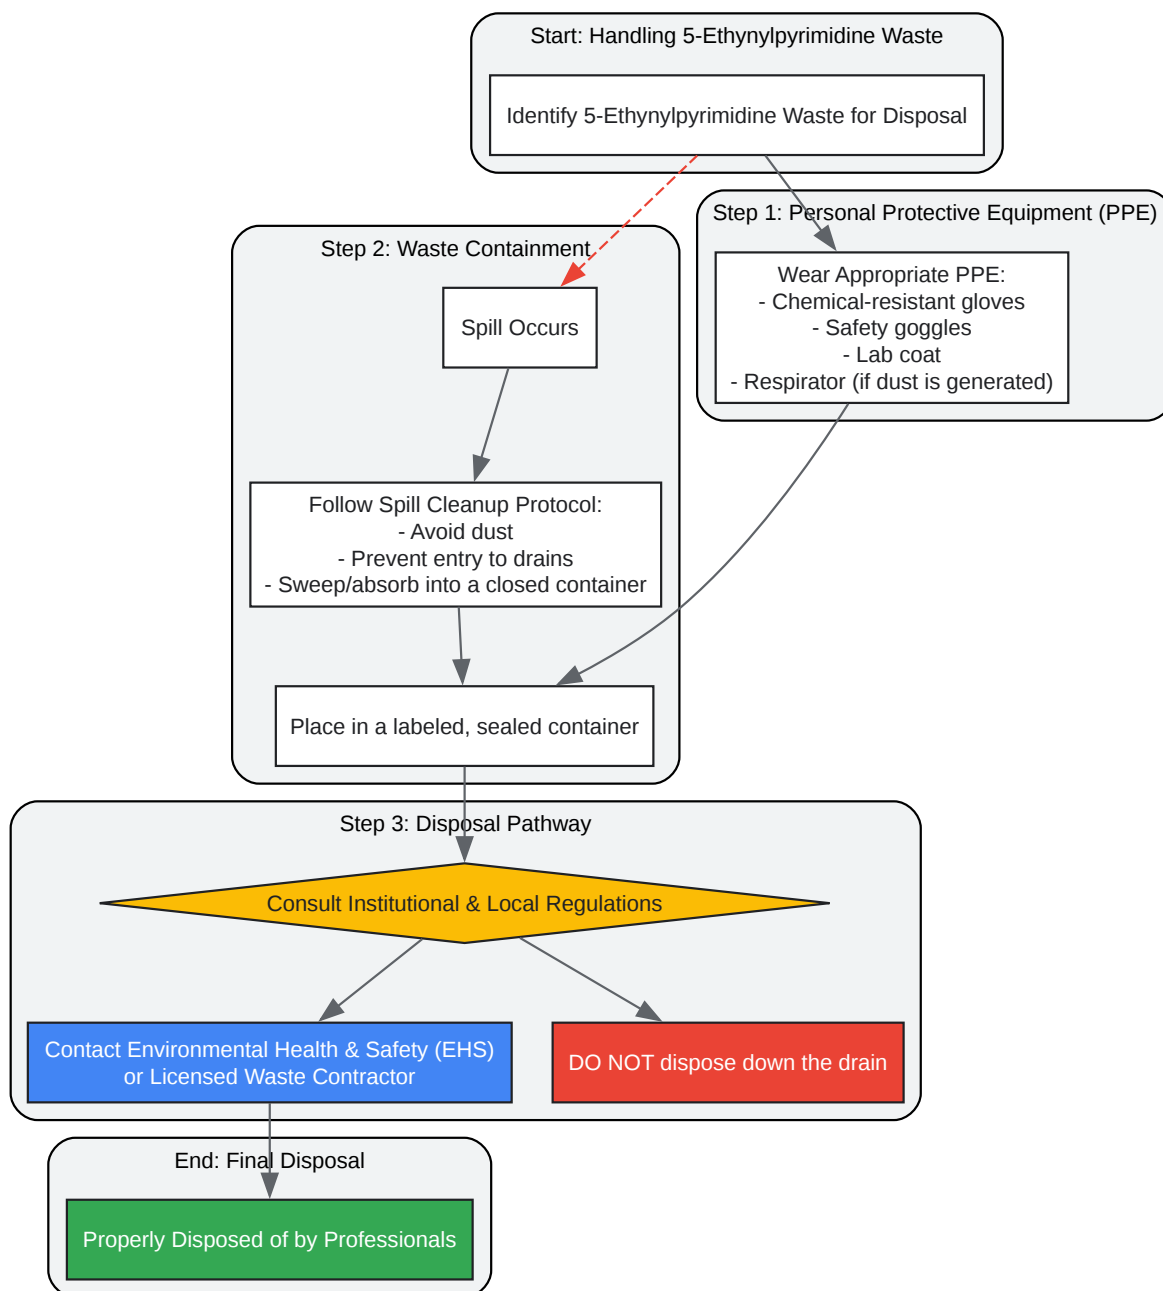 Start: Handling 5-Ethynylpyrimidine Waste
Identify 5-Ethynylpyrimidine Waste for Disposal
Step 1: Personal Protective Equipment (PPE)
Wear Appropriate PPE:
- Chemical-resistant gloves
- Safety goggles
- Lab coat
- Respirator (if dust is generated)
Step 2: Waste Containment
Spill Occurs
Follow Spill Cleanup Protocol:
- Avoid dust
- Prevent entry to drains
- Sweep/absorb into a closed container
Place in a labeled, sealed container
Step 3: Disposal Pathway
Consult Institutional & Local Regulations
Contact Environmental Health & Safety (EHS)
or Licensed Waste Contractor
DO NOT dispose down the drain
End: Final Disposal
Properly Disposed of by Professionals